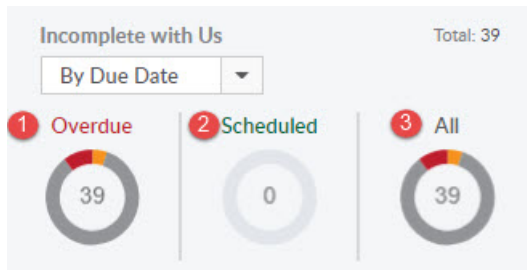 Incomplete with Us
Total: 39
By Due Date
1 Overdue
2 Scheduled
3 All
39
0
39